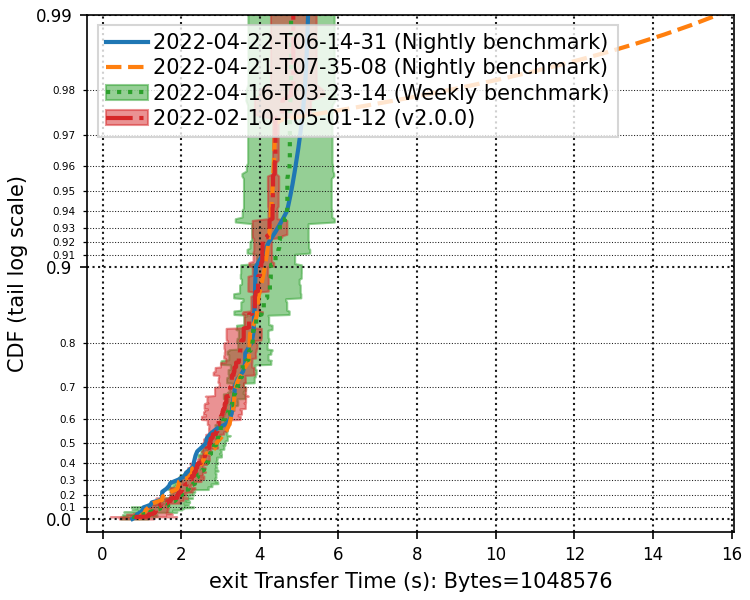 0.99
2022-04-22-T06-14-31 (Nightly benchmark)
2022-04-21-T07-35-08 (Nightly benchmark)
2022-04-16-T03-23-14 (Weekly benchmark)
2022-02-10-T05-01-12 (v2.0.0)
0.98
0.97
0.96
0.95
0.94
0.93
0.92
0.91
0.9
0.8
0.7
0.6
0.5
0.4
0.3
0.2
0.1
0.0
CDF (tail log scale)
0 2 4 6 8 10 12 14 16
exit Transfer Time (s): Bytes=1048576